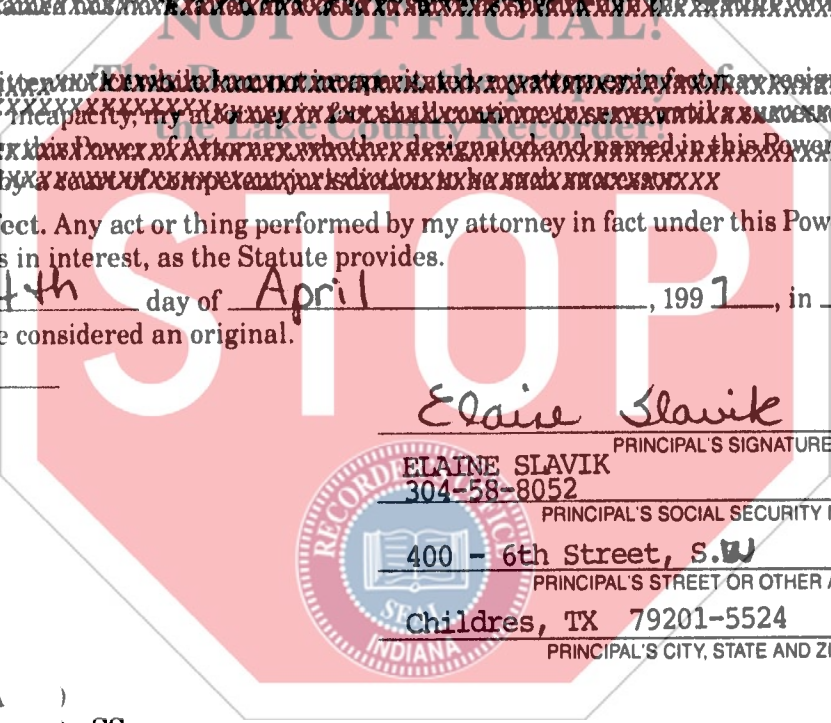 NOT OFFICIAL!
This Document is the property of
the Lake County Recorder!
incapacity, my attorney in fact shall continue to serve until a
this Power of Attorney, whether designated and named in this Power
by a court of competent jurisdiction to be such successor
ect. Any act or thing performed by my attorney in fact under this Pow
s in interest, as the Statute provides.
4th day of April, 1997, in
e considered an original.
STOP
Elaine Slavik
PRINCIPAL'S SIGNATURE
ELAINE SLAVIK
304-58-8052
PRINCIPAL'S SOCIAL SECURITY
400 - 6th Street, S.W
PRINCIPAL'S STREET OR OTHER A
Childres, TX 79201-5524
PRINCIPAL'S CITY, STATE AND ZI
RECORDER'S OFFICE
SEAL
INDIANA
)
SS